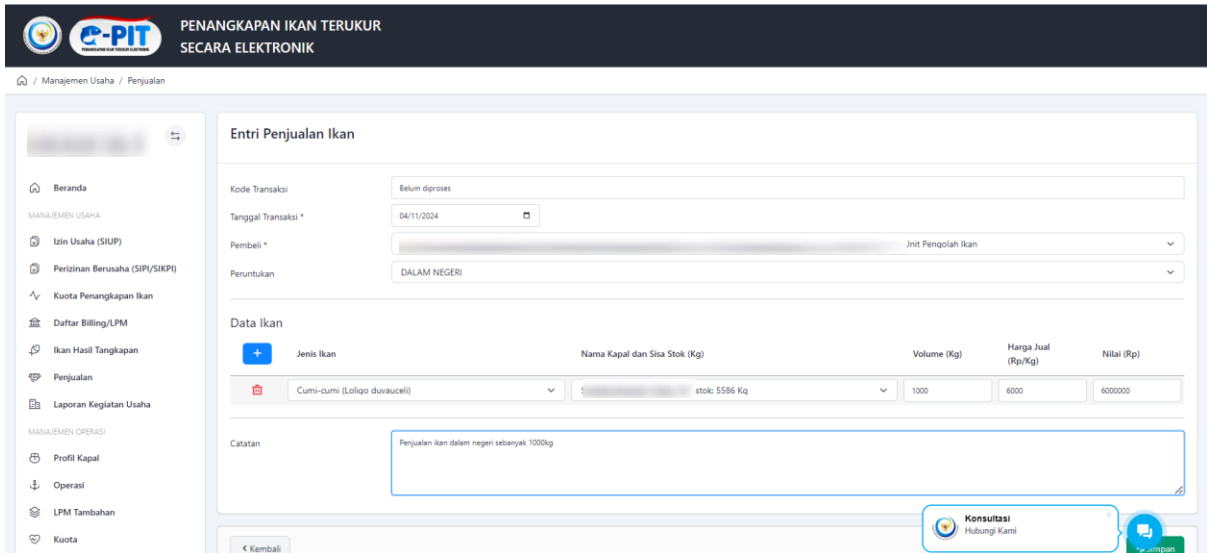 e-PIT
PENANGKAPAN IKAN TERUKUR
SECARA ELEKTRONIK
/ Manajemen Usaha / Penjualan
Entri Penjualan Ikan
Beranda
MANAJEMEN USAHA
Izin Usaha (SIUP)
Perizinan Berusaha (SIPI/SIKPI)
Kuota Penangkapan Ikan
Daftar Billing/LPM
Ikan Hasil Tangkapan
Penjualan
Laporan Kegiatan Usaha
MANAJEMEN OPERASI
Profil Kapal
Operasi
LPM Tambahan
Kuota
Kode Transaksi Belum diproses
Tanggal Transaksi * 04/11/2024
Pembeli * Unit Pengolah Ikan
Peruntukan DALAM NEGERI
Data Ikan
+ Jenis Ikan Nama Kapal dan Sisa Stok (Kg) Volume (Kg) Harga Jual (Rp/Kg) Nilai (Rp)
Cumi-cumi (Loligo duvauceli) stok: 5586 Kg 1000 6000 6000000
Catatan Penjualan ikan dalam negeri sebanyak 1000kg
Kembali
Konsultasi
Hubungi Kami